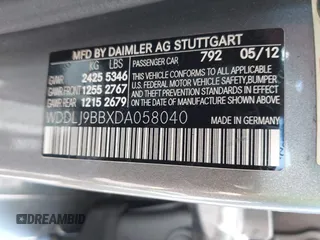 MFD BY DAIMLER AG STUTTGART
KG LBS PASSENGER CAR 792 05/12
GVWR 2425 5346
GAWR FRONT 1255 2767
GAWR REAR 1215 2679
THIS VEHICLE CONFORMS TO ALL
APPLICABLE U.S. FEDERAL MOTOR
VEHICLE SAFETY, BUMPER, AND
THEFT PREVENTION STANDARDS
IN EFFECT ON THE DATE OF
MANUFACTURE SHOWN ABOVE.
WDDLJ9BBXDA058040
MADE IN GERMANY
DREAMBID